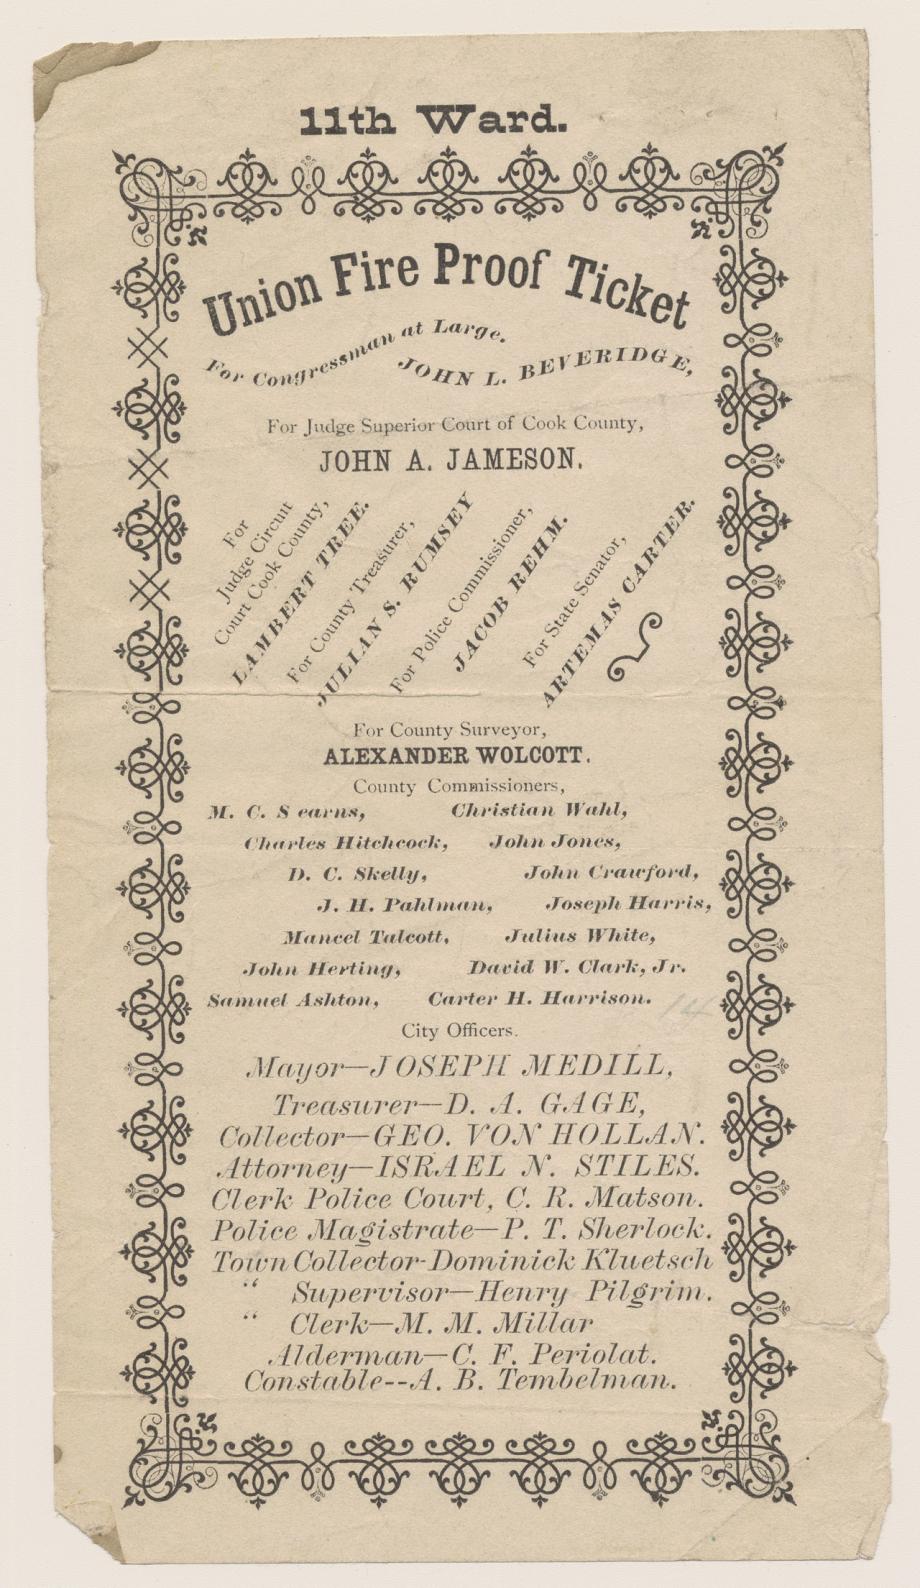 11th Ward.
Union Fire Proof Ticket
For Congressman at Large.
JOHN L. BEVERIDGE,
For Judge Superior Court of Cook County,
JOHN A. JAMESON.
For
Judge Circuit
Court Cook County,
LAMBERT TREE.
For County Treasurer,
JULIAN S. RUMSEY
For Police Commissioner,
JACOB REHM.
For State Senator,
ARTEMAS CARTER.
For County Surveyor,
ALEXANDER WOLCOTT.
County Commissioners,
M. C. S earns, Christian Wahl,
Charles Hitchcock, John Jones,
D. C. Skelly, John Crawford,
J. H. Pahlman, Joseph Harris,
Mancel Talcott, Julius White,
John Herting, David W. Clark, Jr.
Samuel Ashton, Carter H. Harrison.
City Officers.
Mayor—JOSEPH MEDILL,
Treasurer—D. A. GAGE,
Collector—GEO. VON HOLLAN.
Attorney—ISRAEL N. STILES.
Clerk Police Court, C. R. Matson.
Police Magistrate—P. T. Sherlock.
Town Collector-Dominick Kluetsch
“ Supervisor—Henry Pilgrim.
“ Clerk—M. M. Millar
Alderman—C. F. Periolat.
Constable--A. B. Tembelman.